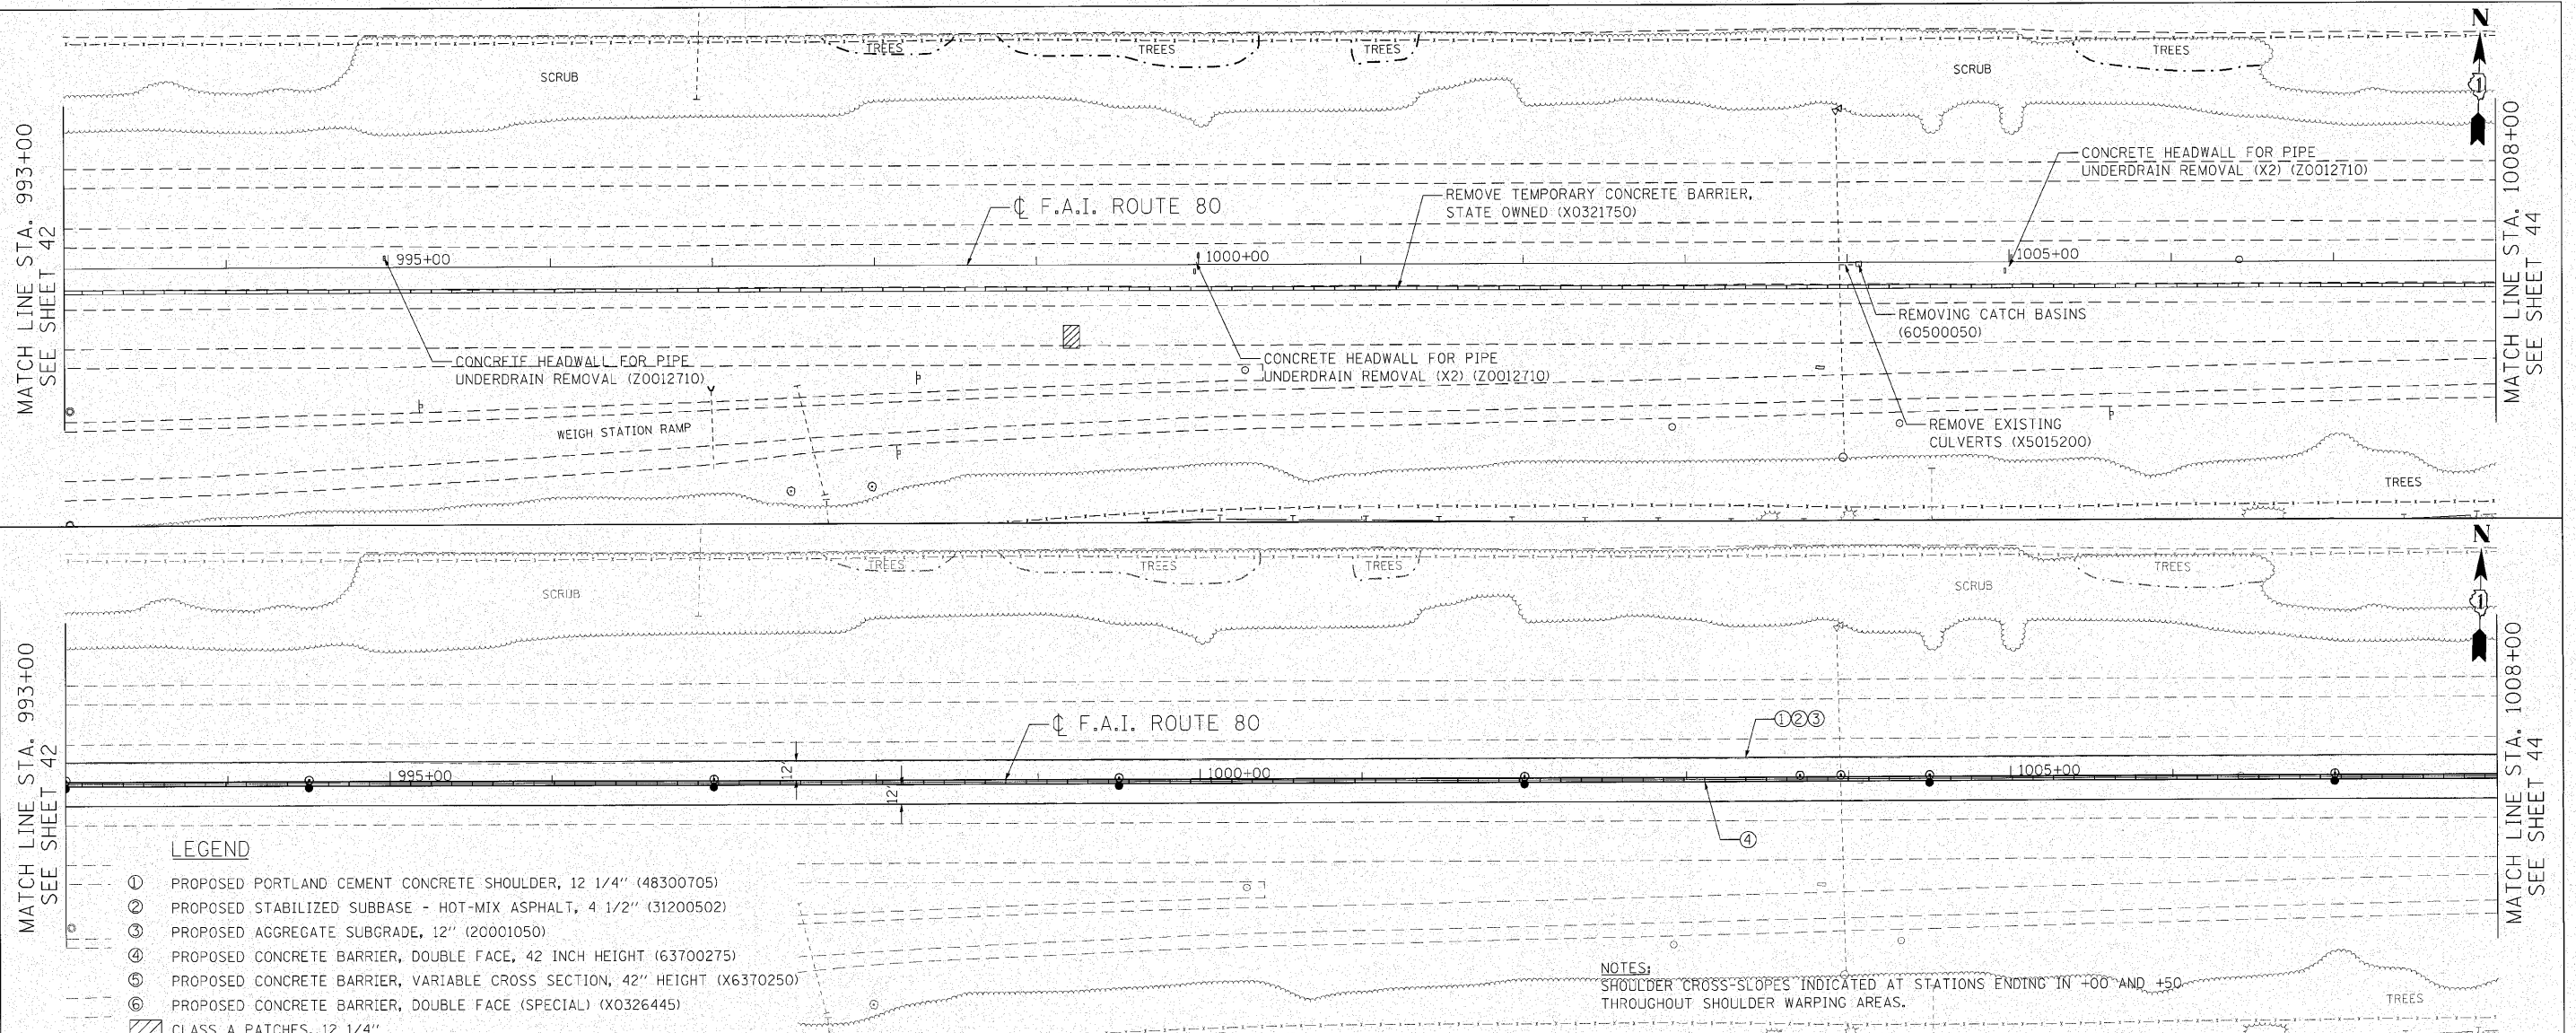 N
TREES
TREES
TREES
TREES
SCRUB
SCRUB
1
MATCH LINE STA. 993+00
SEE SHEET 42
MATCH LINE STA. 1008+00
SEE SHEET 44
CONCRETE HEADWALL FOR PIPE
UNDERDRAIN REMOVAL (X2) (Z0012710)
REMOVE TEMPORARY CONCRETE BARRIER,
STATE OWNED (X0321750)
℄ F.A.I. ROUTE 80
995+00
1000+00
1005+00
REMOVING CATCH BASINS
(60500050)
CONCRETE HEADWALL FOR PIPE
UNDERDRAIN REMOVAL (Z0012710)
CONCRETE HEADWALL FOR PIPE
UNDERDRAIN REMOVAL (X2) (Z0012710)
WEIGH STATION RAMP
REMOVE EXISTING
CULVERTS (X5015200)
TREES
N
TREES
TREES
TREES
TREES
SCRUB
SCRUB
1
MATCH LINE STA. 993+00
SEE SHEET 42
MATCH LINE STA. 1008+00
SEE SHEET 44
℄ F.A.I. ROUTE 80
①②③
995+00
12'
12'
1000+00
1005+00
④
LEGEND
① PROPOSED PORTLAND CEMENT CONCRETE SHOULDER, 12 1/4" (48300705)
② PROPOSED STABILIZED SUBBASE - HOT-MIX ASPHALT, 4 1/2" (31200502)
③ PROPOSED AGGREGATE SUBGRADE, 12" (20001050)
④ PROPOSED CONCRETE BARRIER, DOUBLE FACE, 42 INCH HEIGHT (63700275)
⑤ PROPOSED CONCRETE BARRIER, VARIABLE CROSS SECTION, 42" HEIGHT (X6370250)
⑥ PROPOSED CONCRETE BARRIER, DOUBLE FACE (SPECIAL) (X0326445)
CLASS A PATCHES, 12 1/4"
NOTES:
SHOULDER CROSS-SLOPES INDICATED AT STATIONS ENDING IN +00 AND +50
THROUGHOUT SHOULDER WARPING AREAS.
TREES